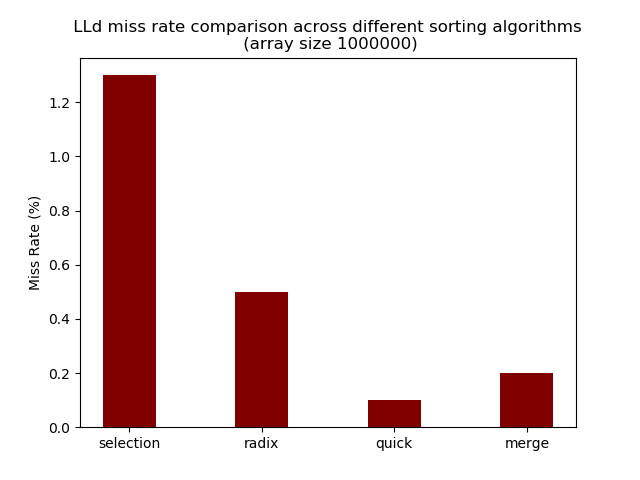 LLd miss rate comparison across different sorting algorithms
(array size 1000000)
Miss Rate (%)
1.2
1.0
0.8
0.6
0.4
0.2
0.0
selection radix quick merge